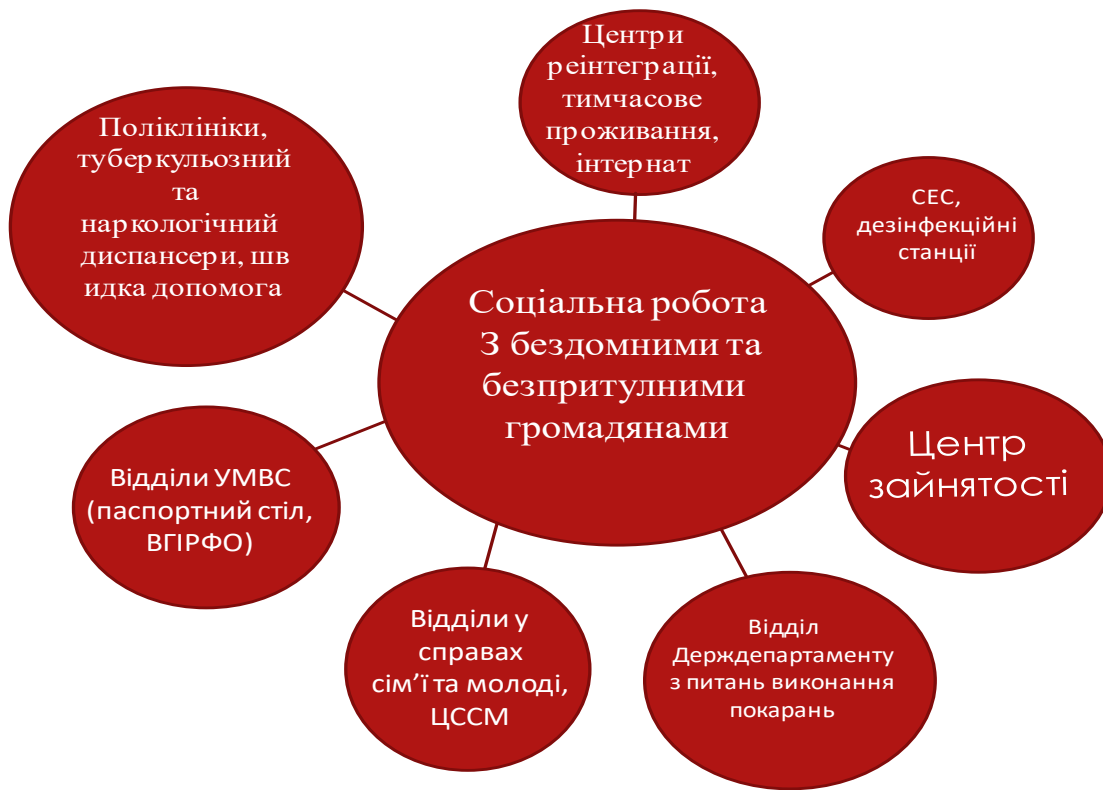 Центри
реінтеграції,
тимчасове
проживання,
інтернат
Поліклініки,
туберкульозний
та
наркологічний
диспансери, шв
идка допомога
СЕС,
дезінфекційні
станції
Соціальна робота
З бездомними та
безпритулними
громадянами
Центр
зайнятості
Відділи УМВС
(паспортний стіл,
ВГІРФО)
Відділи у
справах
сім’ї та молоді,
ЦССМ
Відділ
Держдепартаменту
з питань виконання
покарань